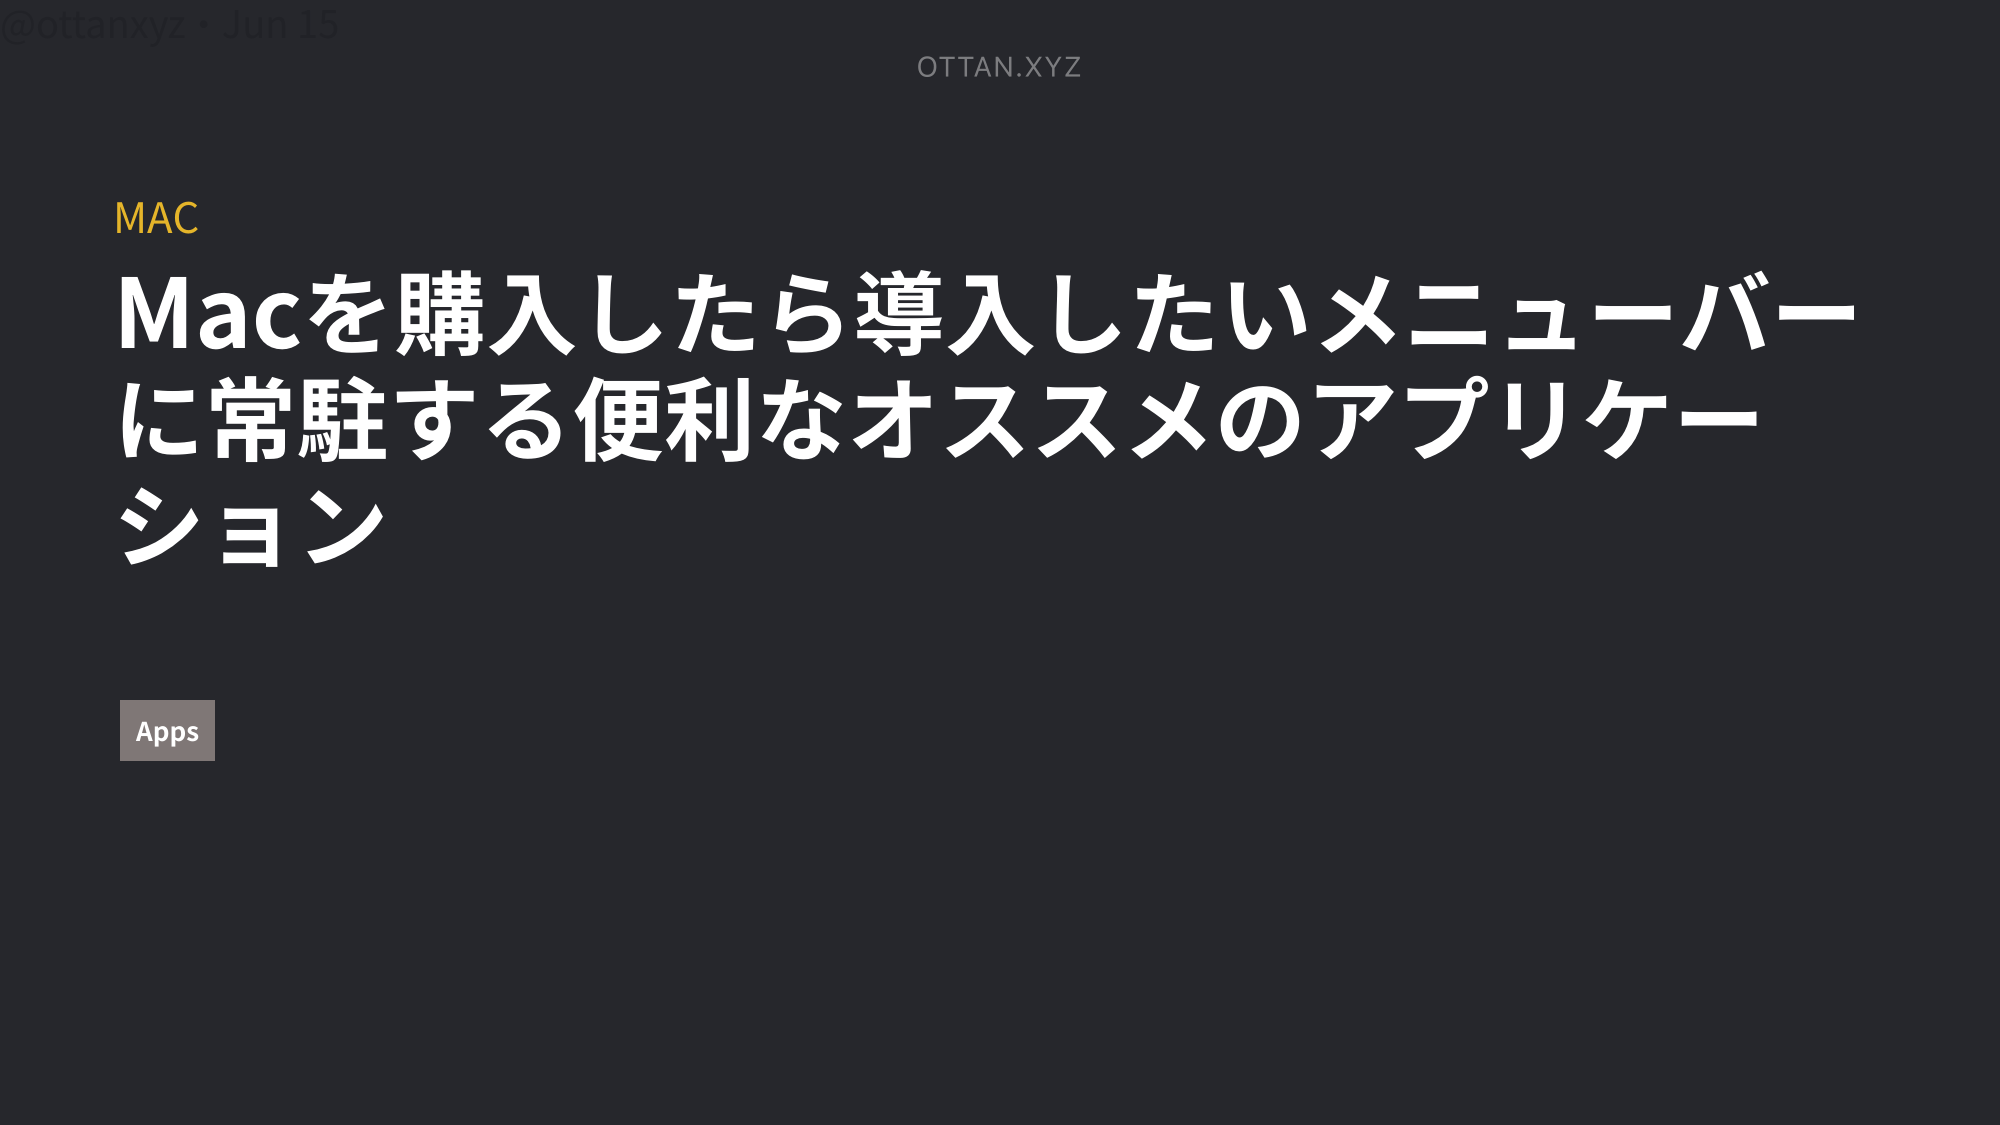 @ottanxyz・Jun 15
OTTAN.XYZ
MAC
Macを購入したら導入したいメニューバー
に常駐する便利なオススメのアプリケー
ション
Apps